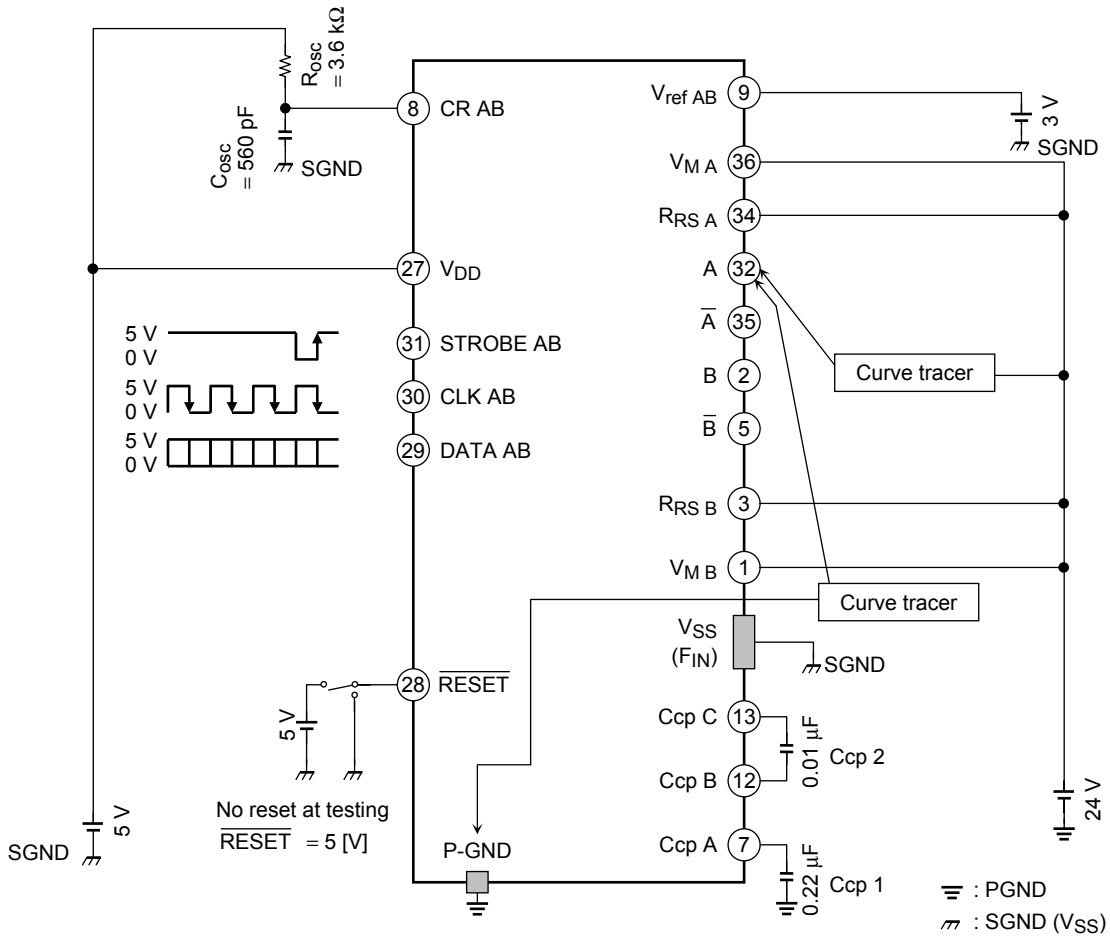 Rosc
= 3.6 kΩ
Cosc
= 560 pF
SGND
8
CR AB
27
VDD
5 V
0 V
31
STROBE AB
5 V
0 V
30
CLK AB
5 V
0 V
29
DATA AB
28
RESET
5 V
No reset at testing
RESET = 5 [V]
5 V
SGND
P-GND
Vref AB
9
3 V
SGND
VM A
36
RRS A
34
A
32
A
35
Curve tracer
B
2
B
5
RRS B
3
VM B
1
Curve tracer
VSS
(FIN)
SGND
Ccp C
13
0.01 µF
Ccp 2
Ccp B
12
24 V
Ccp A
7
0.22 µF
Ccp 1
: PGND
: SGND (VSS)